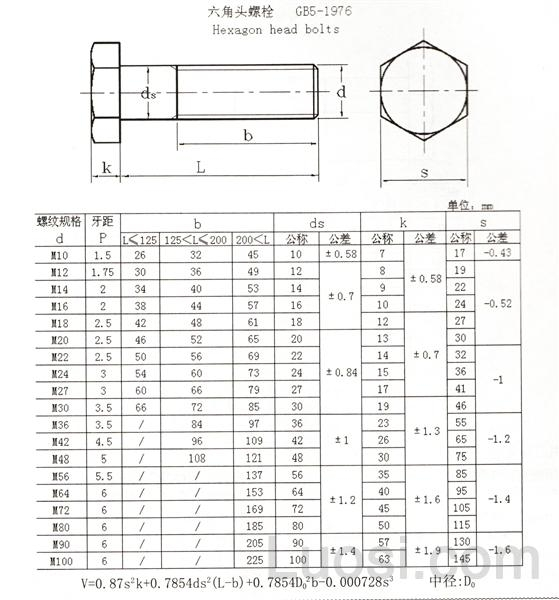 六角头螺栓 GB5-1976
Hexagon head bolts
ds d
b
k L s
单位: mm
螺纹规格 牙距 b ds k s
d P L≤125 125<L≤200 200<L 公称 公差 公称 公差 公称 公差
M10 1.5 26 32 45 10 ±0.58 7 ±0.58 17 -0.43
M12 1.75 30 36 49 12 ±0.7 8 19 -0.52
M14 2 34 40 53 14 9 22
M16 2 38 44 57 16 10 24
M18 2.5 42 48 61 18 12 ±0.7 27
M20 2.5 46 52 65 20 ±0.84 13 30
M22 2.5 50 56 69 22 14 32 -1
M24 3 54 60 73 24 15 36
M27 3 60 66 79 27 17 41
M30 3.5 66 72 85 30 19 ±1.3 46
M36 3.5 / 84 97 36 ±1 23 55 -1.2
M42 4.5 / 96 109 42 26 65
M48 5 / 108 121 48 30 75
M56 5.5 / / 137 56 ±1.2 35 ±1.6 85 -1.4
M64 6 / / 153 64 40 95
M72 6 / / 169 72 45 105
M80 6 / / 185 80 50 115
M90 6 / / 205 90 ±1.4 57 ±1.9 130 -1.6
M100 6 / / 225 100 63 145
V=0.87s²k+0.7854ds²(L-b)+0.7854D₀²b-0.000728s³ 中径:D₀
Luosi.com